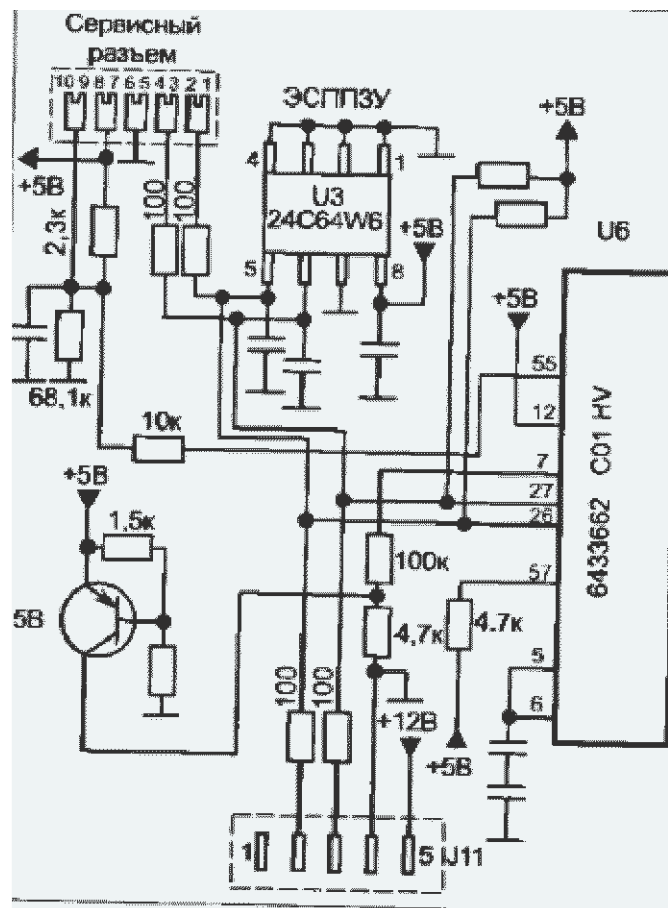 Сервисный
разъем
10 9 8 7 6 5 4 3 2 1
ЭСППЗУ
+5В
4
1
U3
24C64W6
+5В
100
100
2,3к
U6
+5В
5
8
+5В
68,1к
55
12
10к
7
C01 HV
27
26
6433662
+5В
1,5к
100к
57
5В
4,7к
4.7к
5
100
100
6
+12В
+5В
1
5
J11